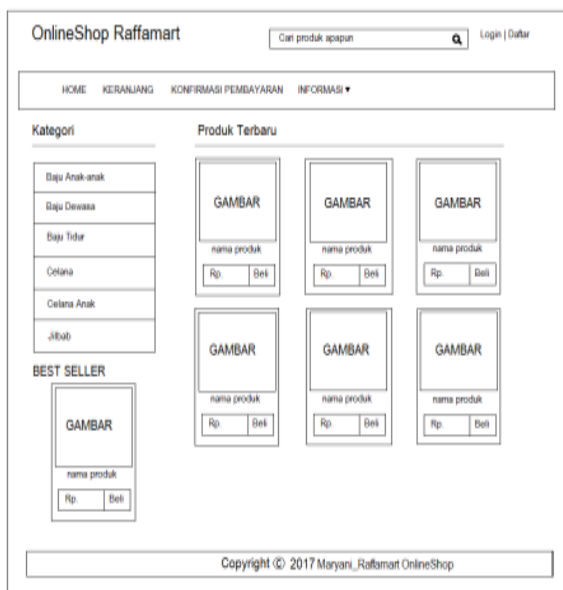 OnlineShop Raffamart
Cari produk apapun
Login | Daftar
HOME KERANJANG KONFIRMASI PEMBAYARAN INFORMASI ▼
Kategori
Baju Anak-anak
Baju Dewasa
Baju Tidur
Celana
Celana Anak
Jilbab
BEST SELLER
GAMBAR
nama produk
Rp. Beli
Produk Terbaru
GAMBAR GAMBAR GAMBAR
nama produk nama produk nama produk
Rp. Beli Rp. Beli Rp. Beli
GAMBAR GAMBAR GAMBAR
nama produk nama produk nama produk
Rp. Beli Rp. Beli Rp. Beli
Copyright © 2017 Maryani_Raffamart OnlineShop